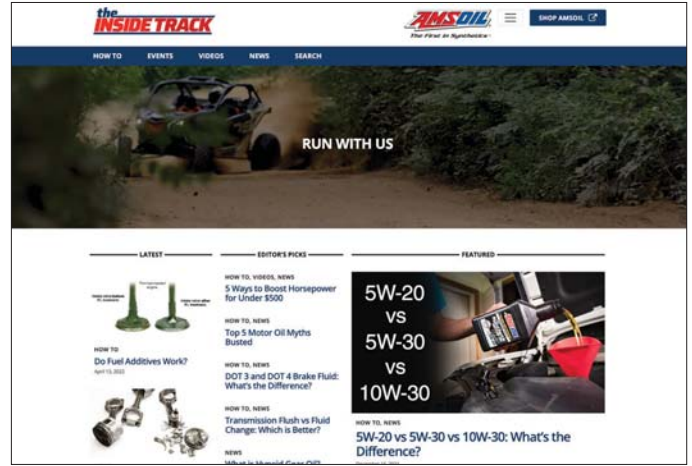 the
INSIDE TRACK
AMSOIL
The First in Synthetics
SHOP AMSOIL
HOW TO
EVENTS
VIDEOS
NEWS
SEARCH
RUN WITH US
LATEST
HOW TO
Do Fuel Additives Work?
EDITOR'S PICKS
HOW TO, VIDEOS, NEWS
5 Ways to Boost Horsepower
for Under $500
HOW TO, NEWS
Top 5 Motor Oil Myths
Busted
HOW TO, NEWS
DOT 3 and DOT 4 Brake Fluid:
What's the Difference?
HOW TO, NEWS
Transmission Flush vs Fluid
Change: Which is Better?
NEWS
What is Hypoid Gear Oil?
FEATURED
5W-20
vs
5W-30
vs
10W-30
HOW TO, NEWS
5W-20 vs 5W-30 vs 10W-30: What's the
Difference?